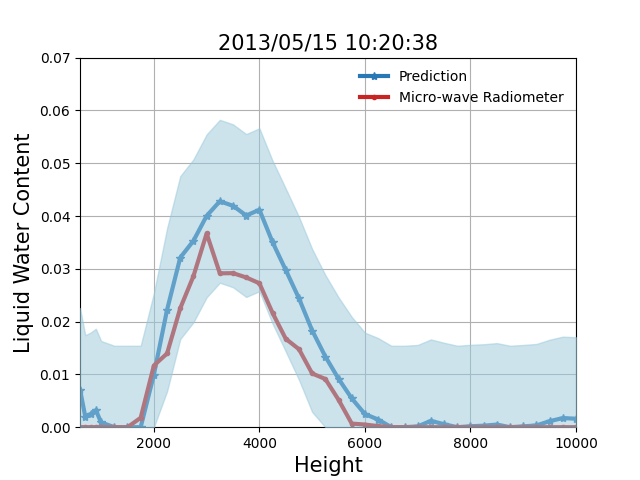 2013/05/15 10:20:38
Prediction
Micro-wave Radiometer
Liquid Water Content
0.07
0.06
0.05
0.04
0.03
0.02
0.01
0.00
2000 4000 6000 8000 10000
Height